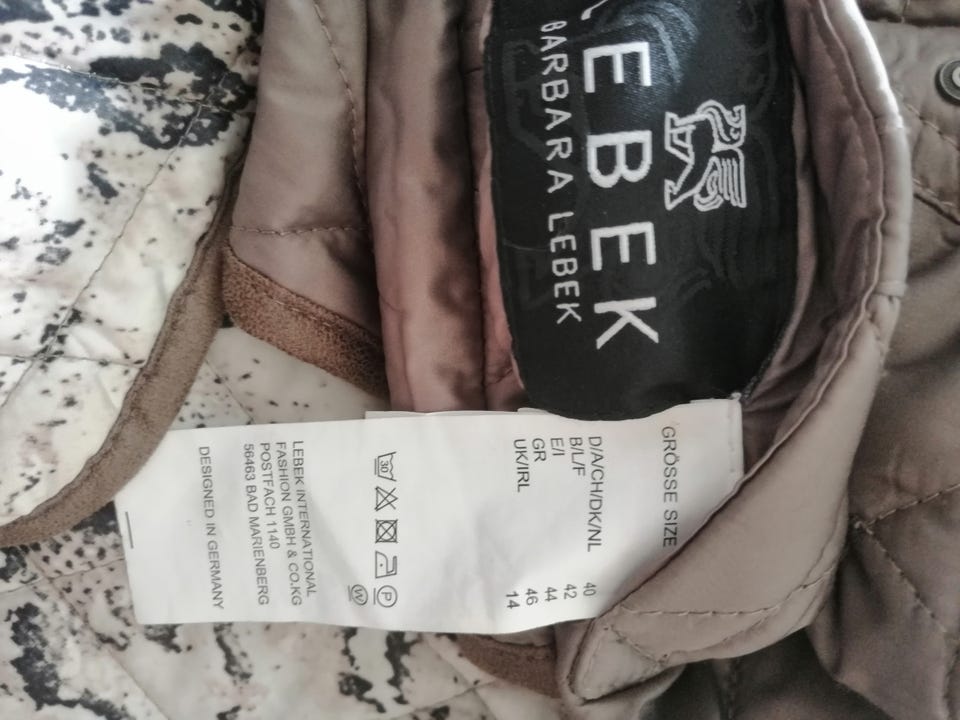 LEBEK
BARBARA LEBEK
GRÖSSE SIZE
D/A/CH/DK/NL 40
B/L/F 42
E/I 44
GR 46
UK/IRL 14
30
P
W
LEBEK INTERNATIONAL
FASHION GMBH & CO.KG
POSTFACH 1140
56463 BAD MARIENBERG
DESIGNED IN GERMANY